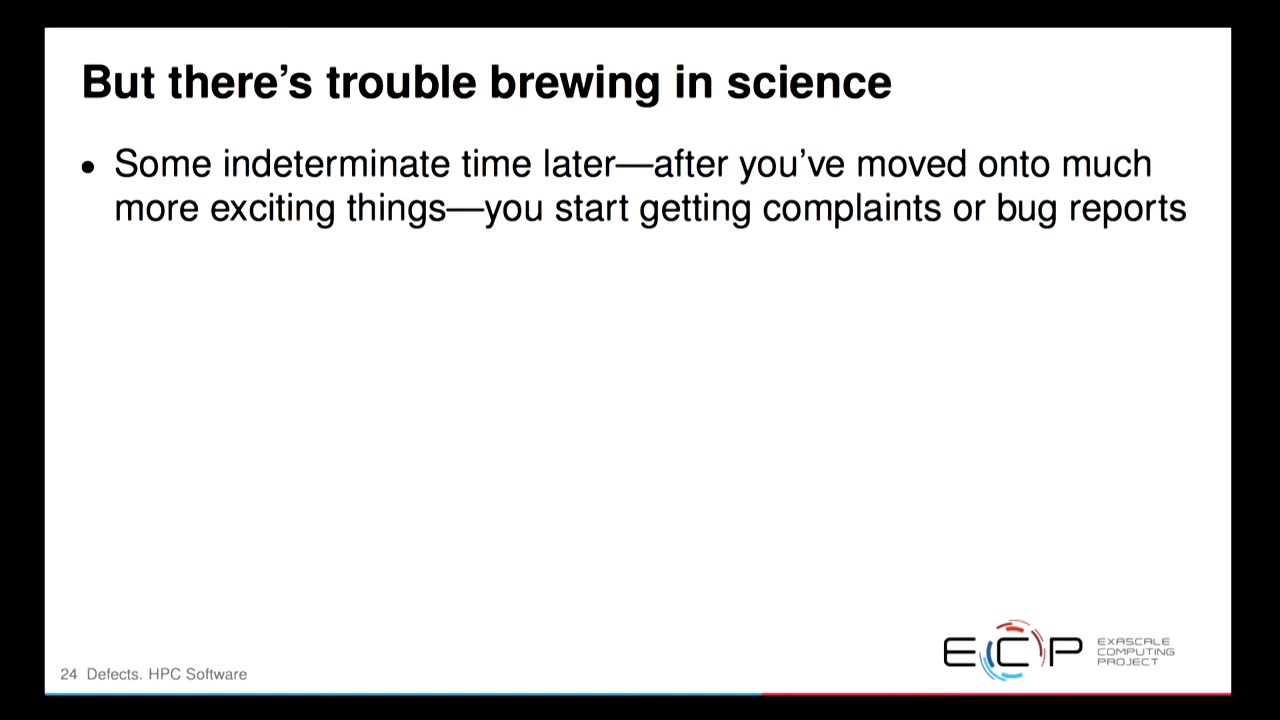 But there's trouble brewing in science
• Some indeterminate time later—after you've moved onto much
more exciting things—you start getting complaints or bug reports
ECP
EXASCALE
COMPUTING
PROJECT
24 Defects. HPC Software